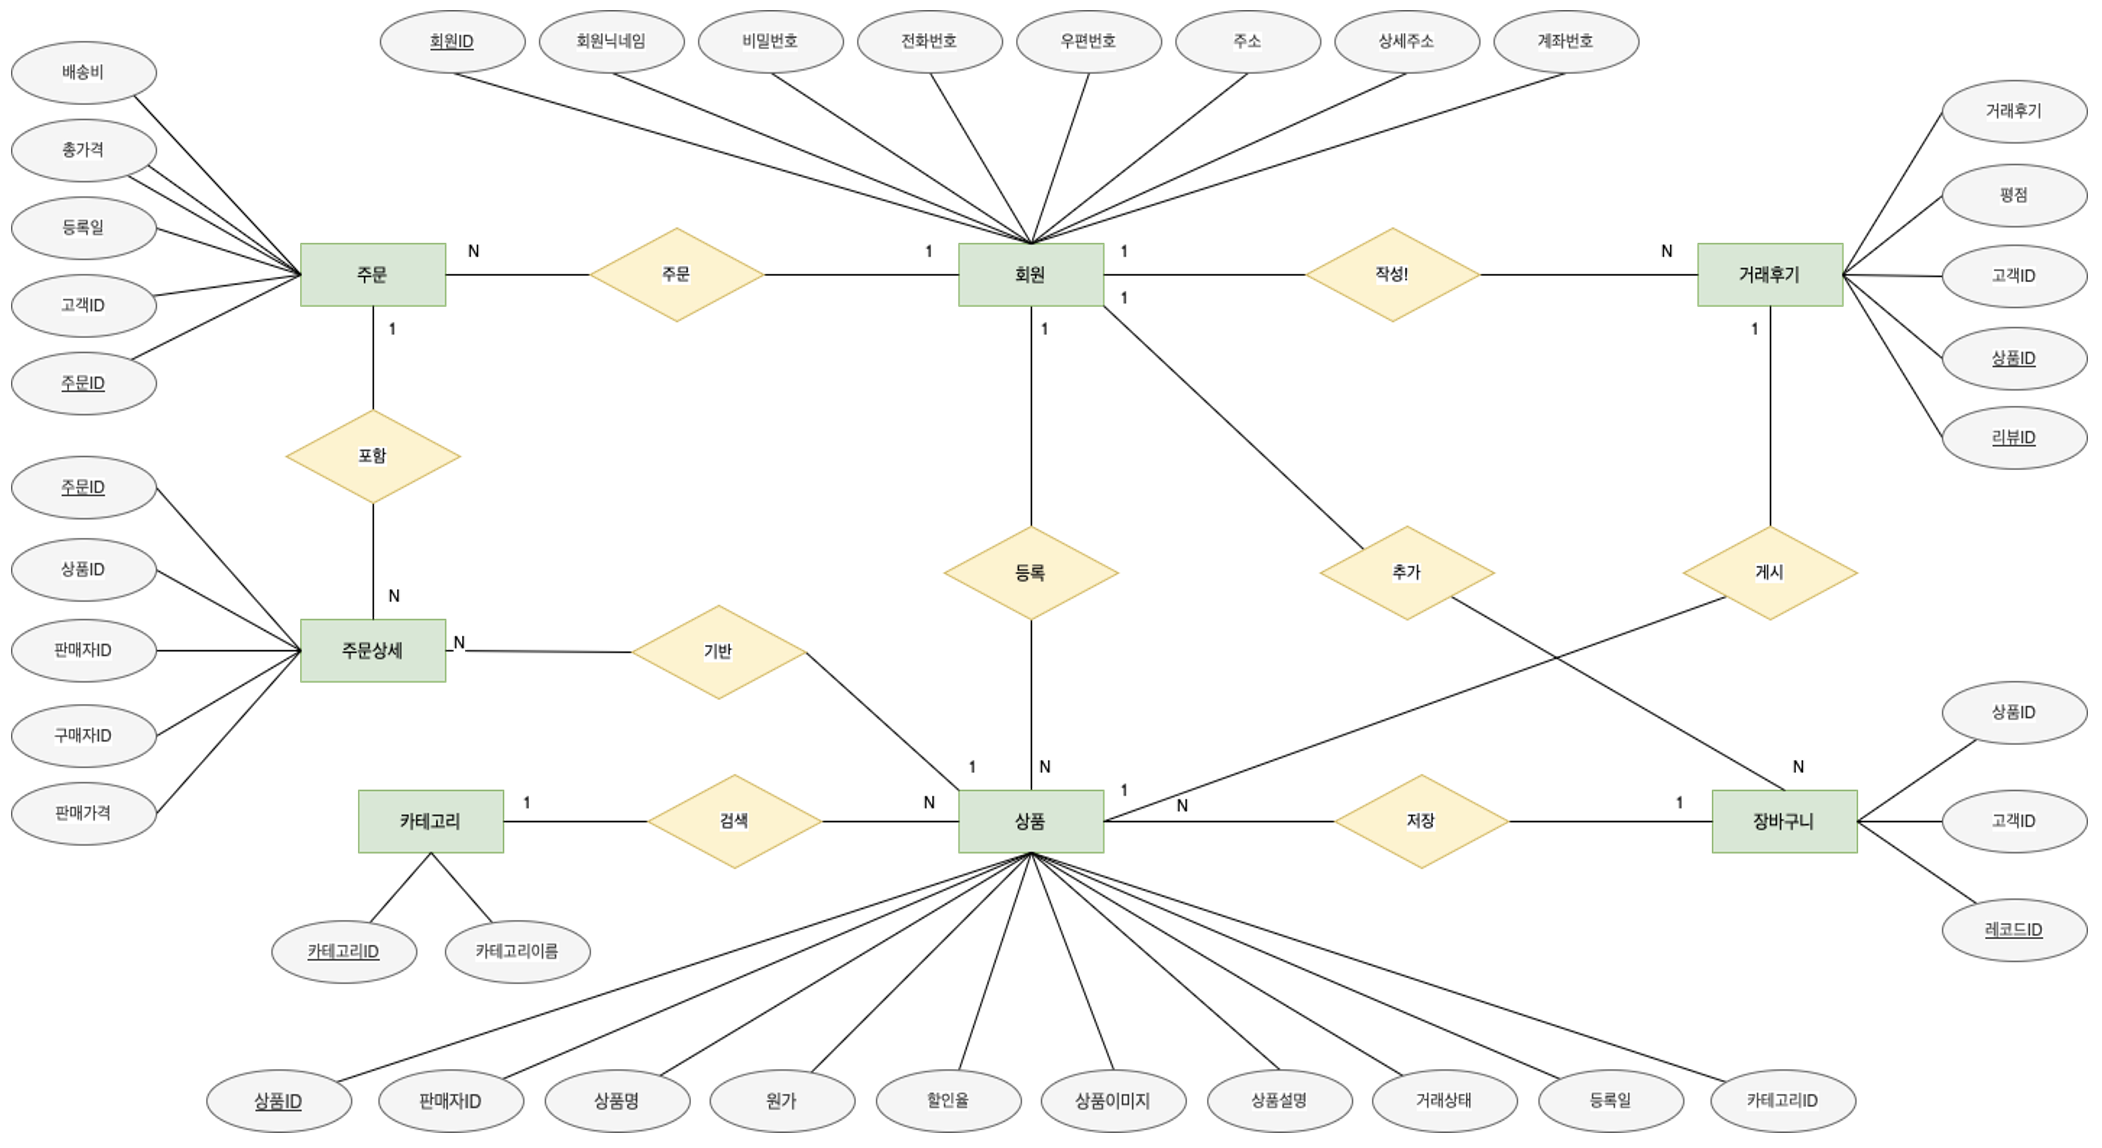 회원ID
회원닉네임
비밀번호
전화번호
우편번호
주소
상세주소
계좌번호
배송비
총가격
등록일
고객ID
주문ID
거래후기
평점
고객ID
상품ID
리뷰ID
주문
N
주문
1
회원
1
작성!
N
거래후기
1
1
1
1
포함
N
주문ID
상품ID
판매자ID
구매자ID
판매가격
주문상세
N
기반
1
등록
N
추가
N
게시
1
카테고리
1
검색
N
상품
N
저장
1
장바구니
상품ID
고객ID
레코드ID
카테고리ID
카테고리이름
상품ID
판매자ID
상품명
원가
할인율
상품이미지
상품설명
거래상태
등록일
카테고리ID